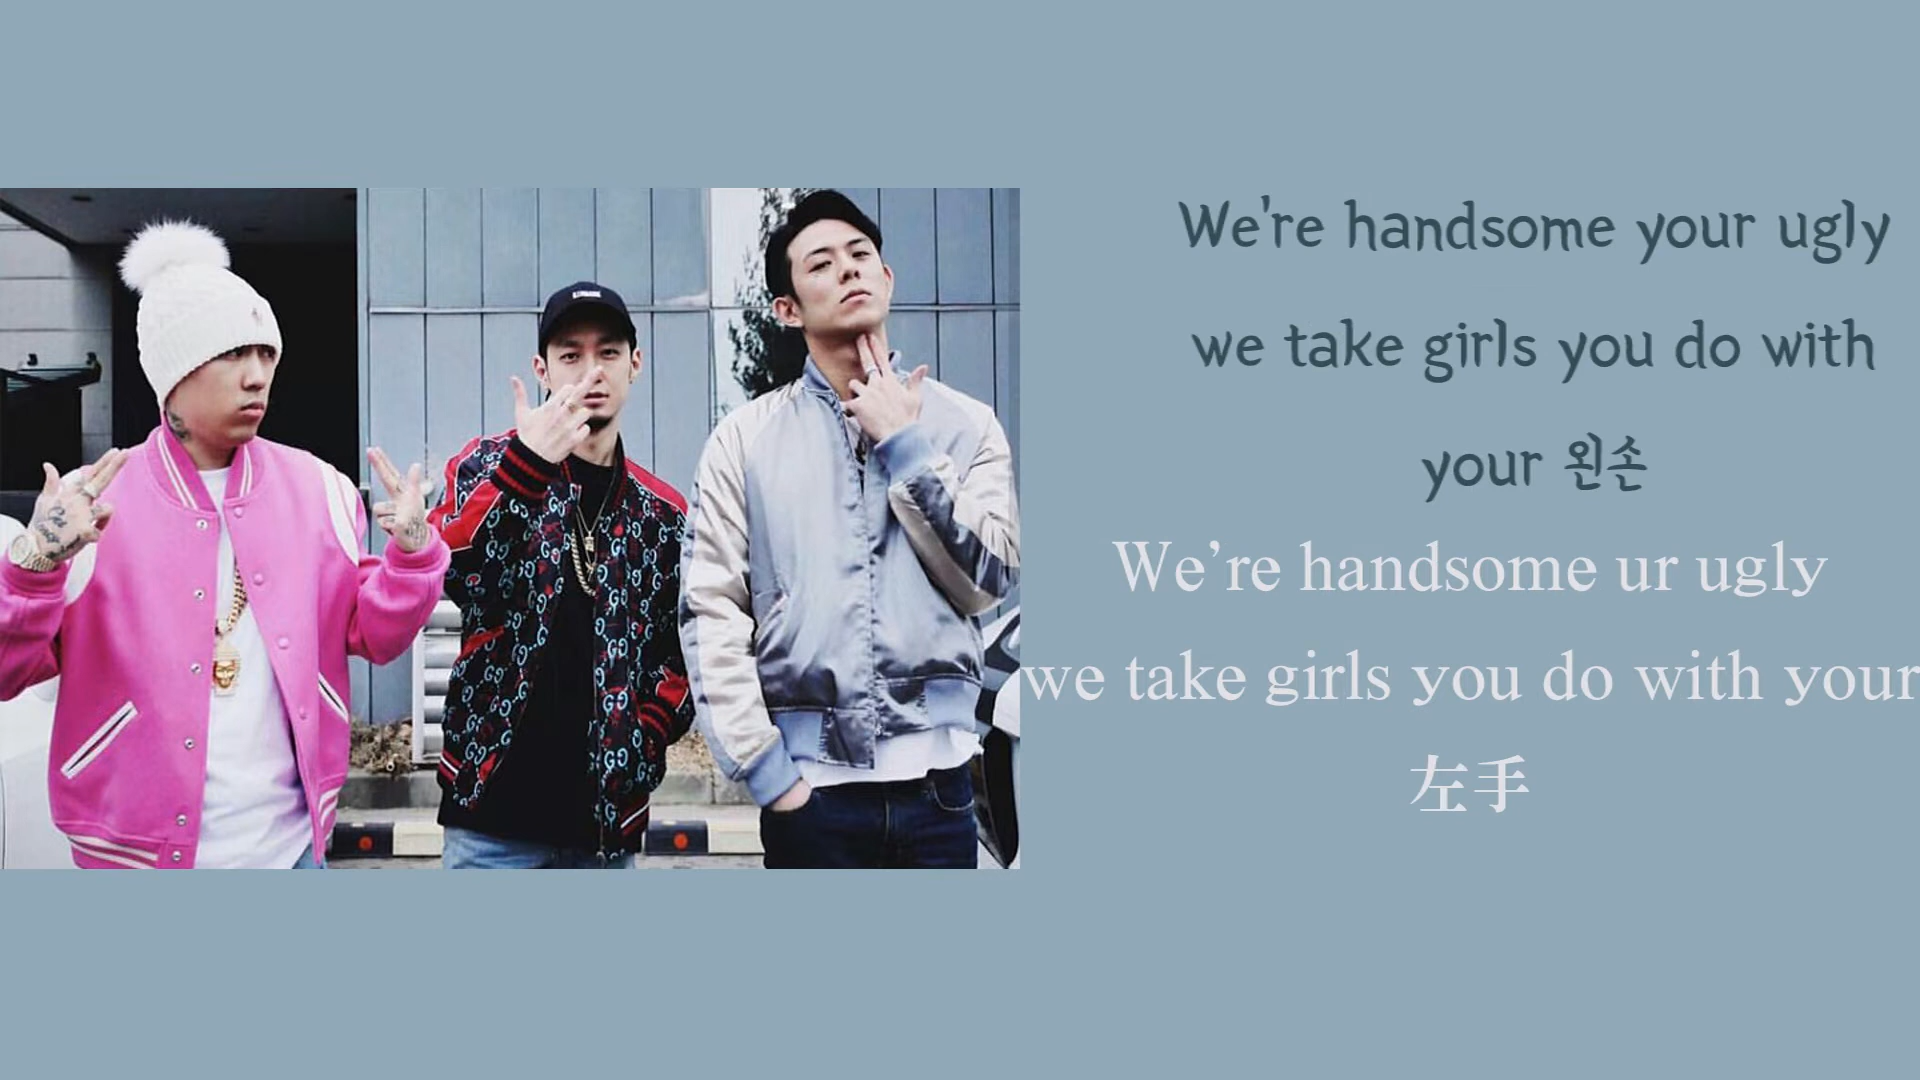 We're handsome your ugly
we take girls you do with
your 왼손
We’re handsome ur ugly
we take girls you do with your
左手